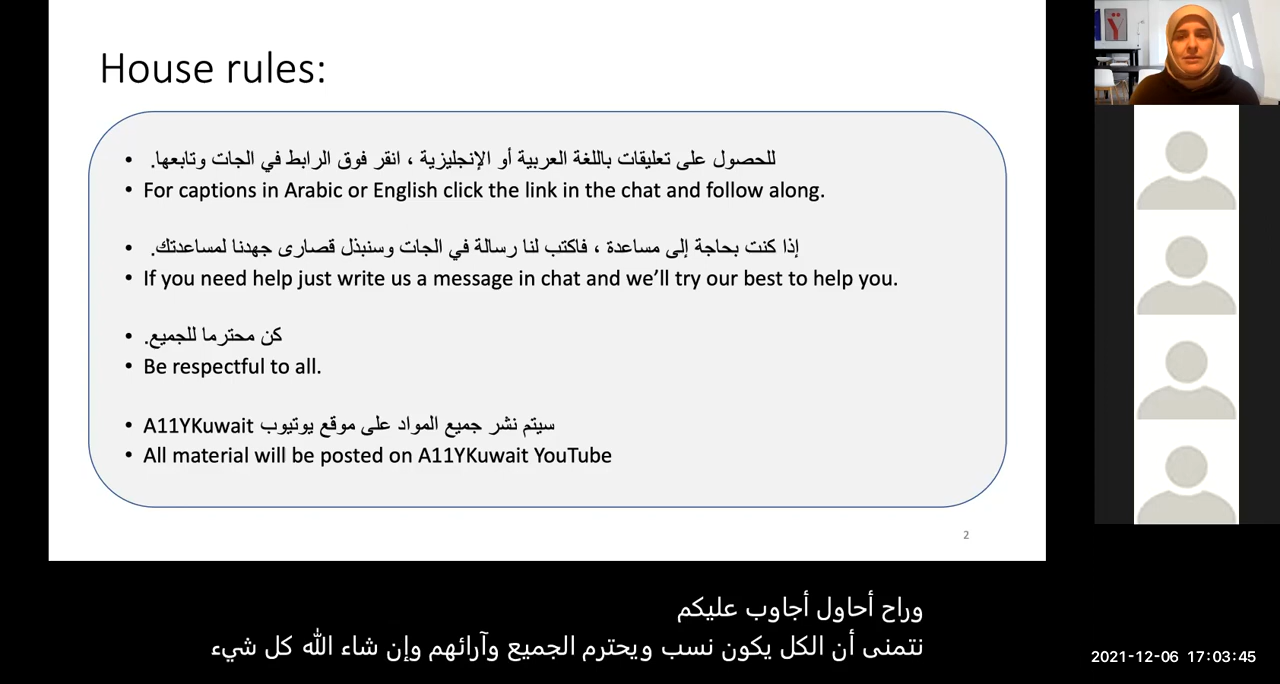 House rules:
للحصول على تعليقات باللغة العربية أو الإنجليزية ، انقر فوق الرابط في الجات وتابعها.
For captions in Arabic or English click the link in the chat and follow along.
إذا كنت بحاجة إلى مساعدة ، فاكتب لنا رسالة في الجات وسنبذل قصارى جهدنا لمساعدتك.
If you need help just write us a message in chat and we’ll try our best to help you.
كن محترما للجميع.
Be respectful to all.
سيتم نشر جميع المواد على موقع يوتيوب A11YKuwait
All material will be posted on A11YKuwait YouTube
2
وراح أحاول أجاوب عليكم
نتمنى أن الكل يكون نسب ويحترم الجميع وآرائهم وإن شاء الله كل شيء
2021-12-06 17:03:45